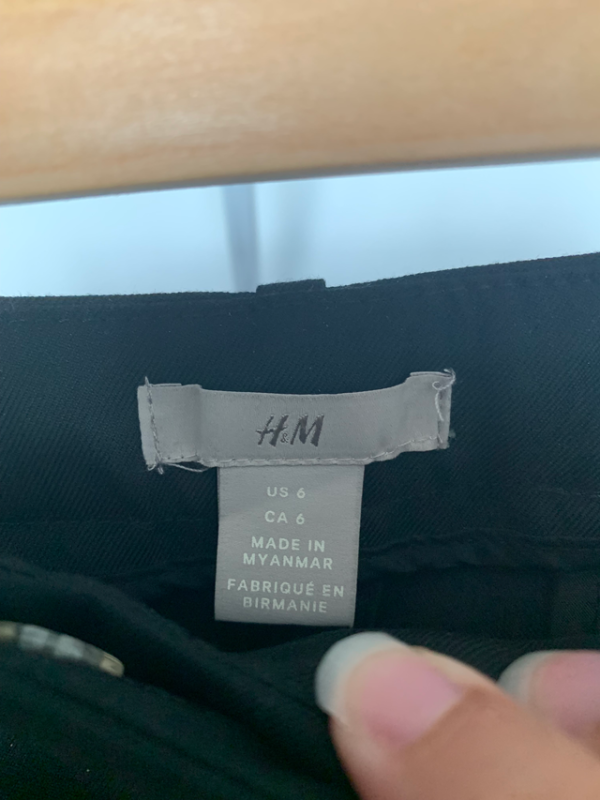 H&M
US 6
CA 6
MADE IN
MYANMAR
FABRIQUÉ EN
BIRMANIE